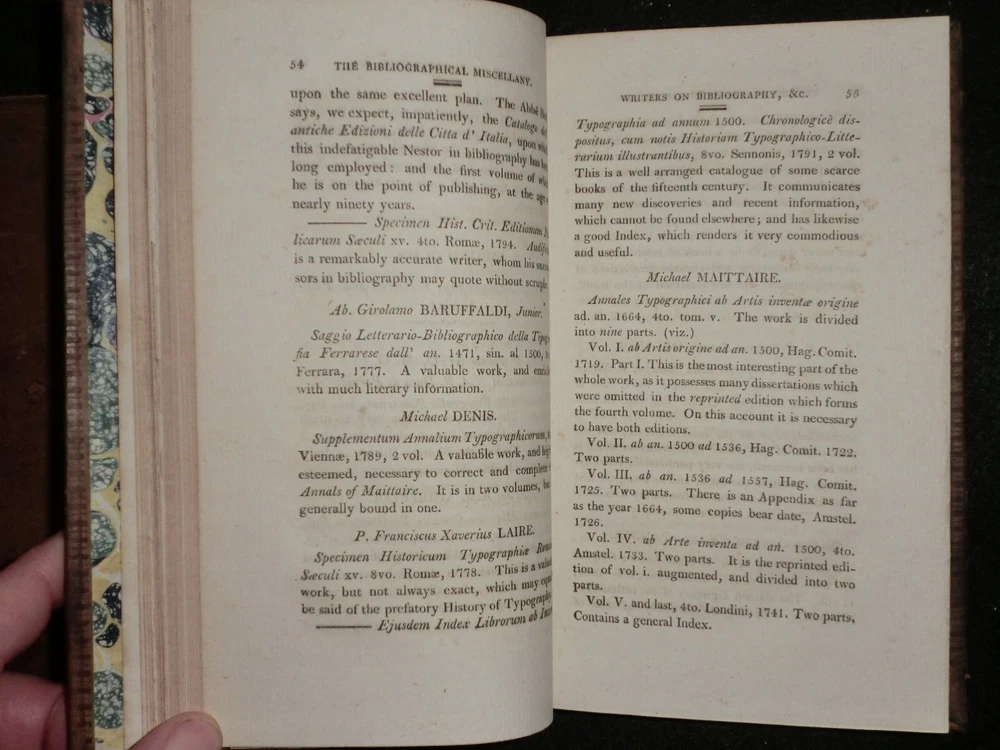 54 THE BIBLIOGRAPHICAL MISCELLANY.
upon the same excellent plan. The Abbé
says, we expect, impatiently, the Catalogo
antiche Edizioni delle Citta d' Italia, upon
this indefatigable Nestor in bibliography has
long employed: and the first volume of
he is on the point of publishing, at the age
nearly ninety years.
——— Specimen Hist. Crit. Editionum
licarum Sæculi xv. 4to. Romæ, 1794.
is a remarkably accurate writer, whom his
sors in bibliography may quote without scruple.
Ab. Girolamo BARUFFALDI, Junior.
Saggio Letterario-Bibliographico della
fia Ferrarese dall' an. 1471, sin. al 1500,
Ferrara, 1777. A valuable work, and
with much literary information.
Michael DENIS.
Supplementum Annalium Typographicorum,
Viennæ, 1789, 2 vol. A valuable work, and
esteemed, necessary to correct and complete
Annals of Maittaire. It is in two volumes,
generally bound in one.
P. Franciscus Xaverius LAIRE.
Specimen Historicum Typographiæ
Sæculi xv. 8vo. Romæ, 1778. This is a
work, but not always exact, which may
be said of the prefatory History of
——— Ejusdem Index Librorum ab
WRITERS ON BIBLIOGRAPHY, &c. 55
Typographia ad annum 1500. Chronologicè dis-
positus, cum notis Historiam Typographico-Litte-
rarium illustrantibus, 8vo. Sennonis, 1791, 2 vol.
This is a well arranged catalogue of some scarce
books of the fifteenth century. It communicates
many new discoveries and recent information,
which cannot be found elsewhere; and has likewise
a good Index, which renders it very commodious
and useful.
Michael MAITTAIRE.
Annales Typographici ab Artis inventæ origine
ad. an. 1664, 4to. tom. v. The work is divided
into nine parts. (viz.)
Vol. I. ab Artis origine ad an. 1500, Hag. Comit.
1719. Part I. This is the most interesting part of the
whole work, as it possesses many dissertations which
were omitted in the reprinted edition which forms
the fourth volume. On this account it is necessary
to have both editions.
Vol. II. ab an. 1500 ad 1536, Hag. Comit. 1722.
Two parts.
Vol. III. ab an. 1536 ad 1557, Hag. Comit.
1725. Two parts. There is an Appendix as far
as the year 1664, some copies bear date, Amstel.
1726.
Vol. IV. ab Arte inventa ad an. 1500, 4to.
Amstel. 1733. Two parts. It is the reprinted edi-
tion of vol. i. augmented, and divided into two
parts.
Vol. V. and last, 4to. Londini, 1741. Two parts,
Contains a general Index.